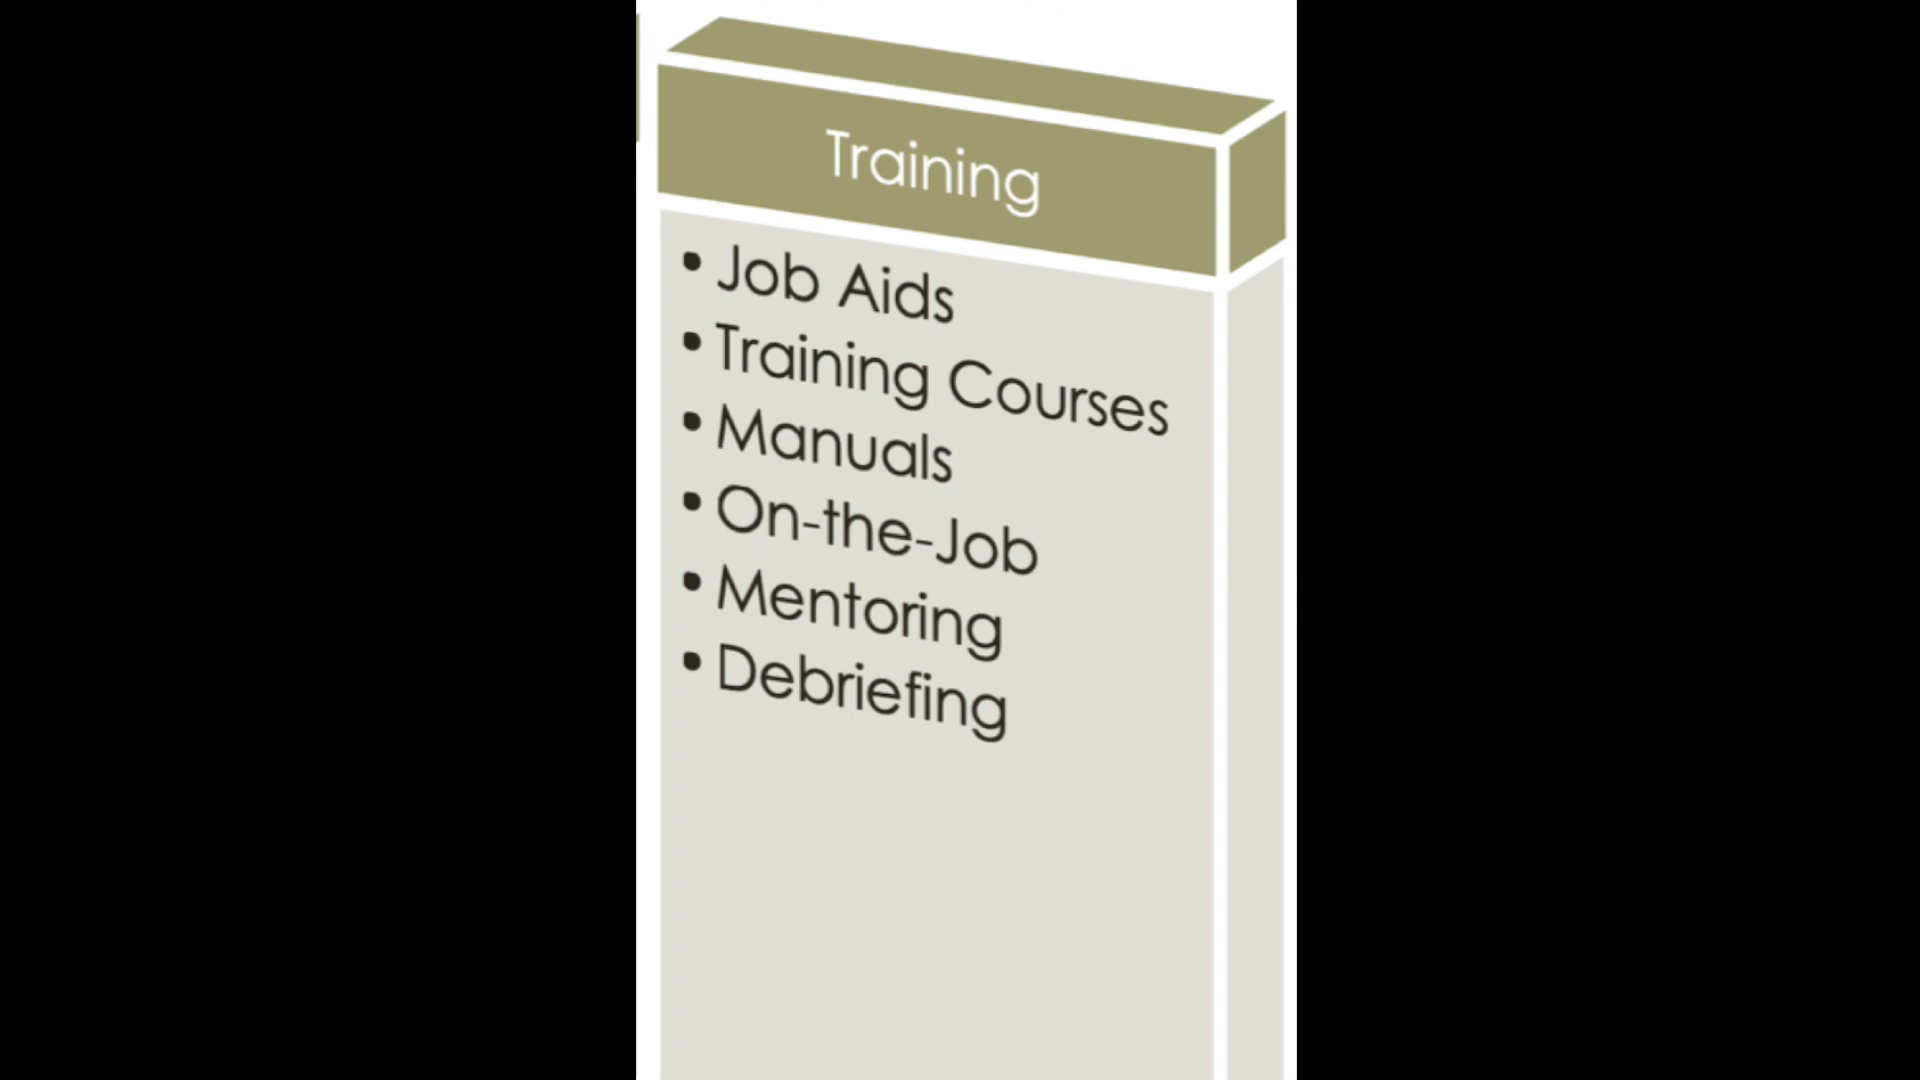 Training
• Job Aids
• Training Courses
• Manuals
• On-the-Job
• Mentoring
• Debriefing